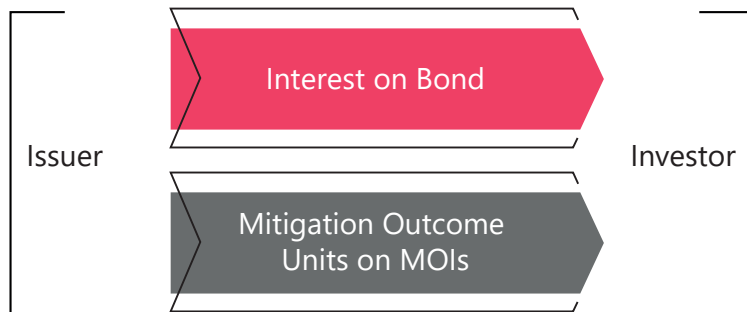 Interest on Bond
Issuer
Investor
Mitigation Outcome
Units on MOIs